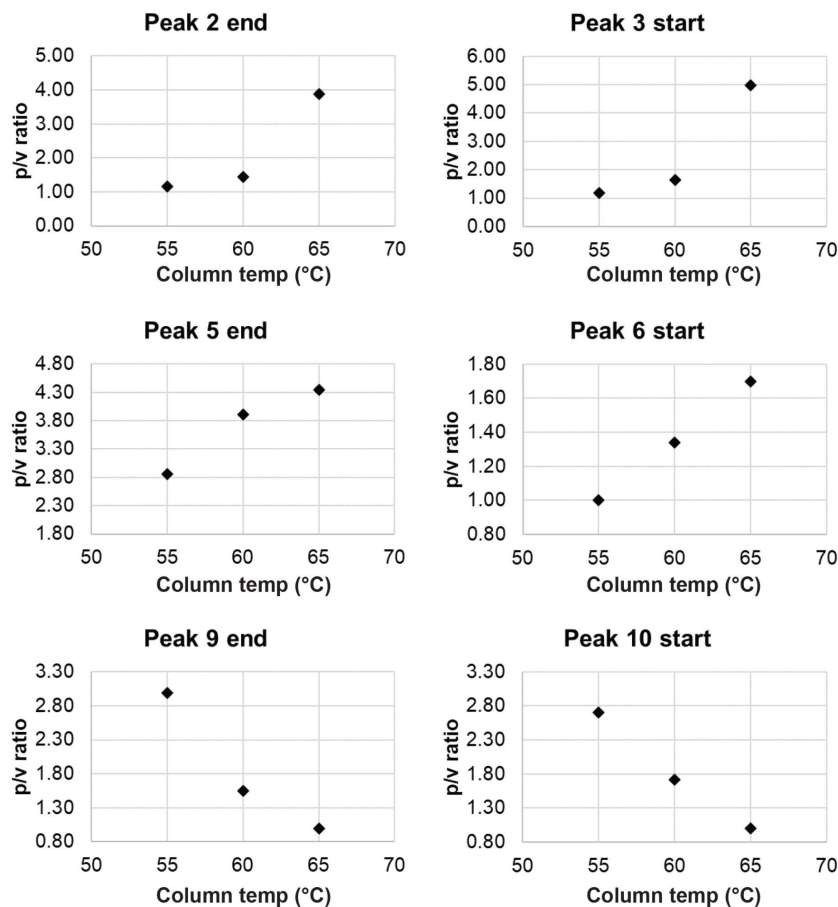 Peak 2 end
5.00
4.00
3.00
2.00
1.00
0.00
p/v ratio
50 55 60 65 70
Column temp (°C)
Peak 3 start
6.00
5.00
4.00
3.00
2.00
1.00
0.00
p/v ratio
50 55 60 65 70
Column temp (°C)
Peak 5 end
4.80
4.30
3.80
3.30
2.80
2.30
1.80
p/v ratio
50 55 60 65 70
Column temp (°C)
Peak 6 start
1.80
1.60
1.40
1.20
1.00
0.80
p/v ratio
50 55 60 65 70
Column temp (°C)
Peak 9 end
3.30
2.80
2.30
1.80
1.30
0.80
p/v ratio
50 55 60 65 70
Column temp (°C)
Peak 10 start
3.30
2.80
2.30
1.80
1.30
0.80
p/v ratio
50 55 60 65 70
Column temp (°C)